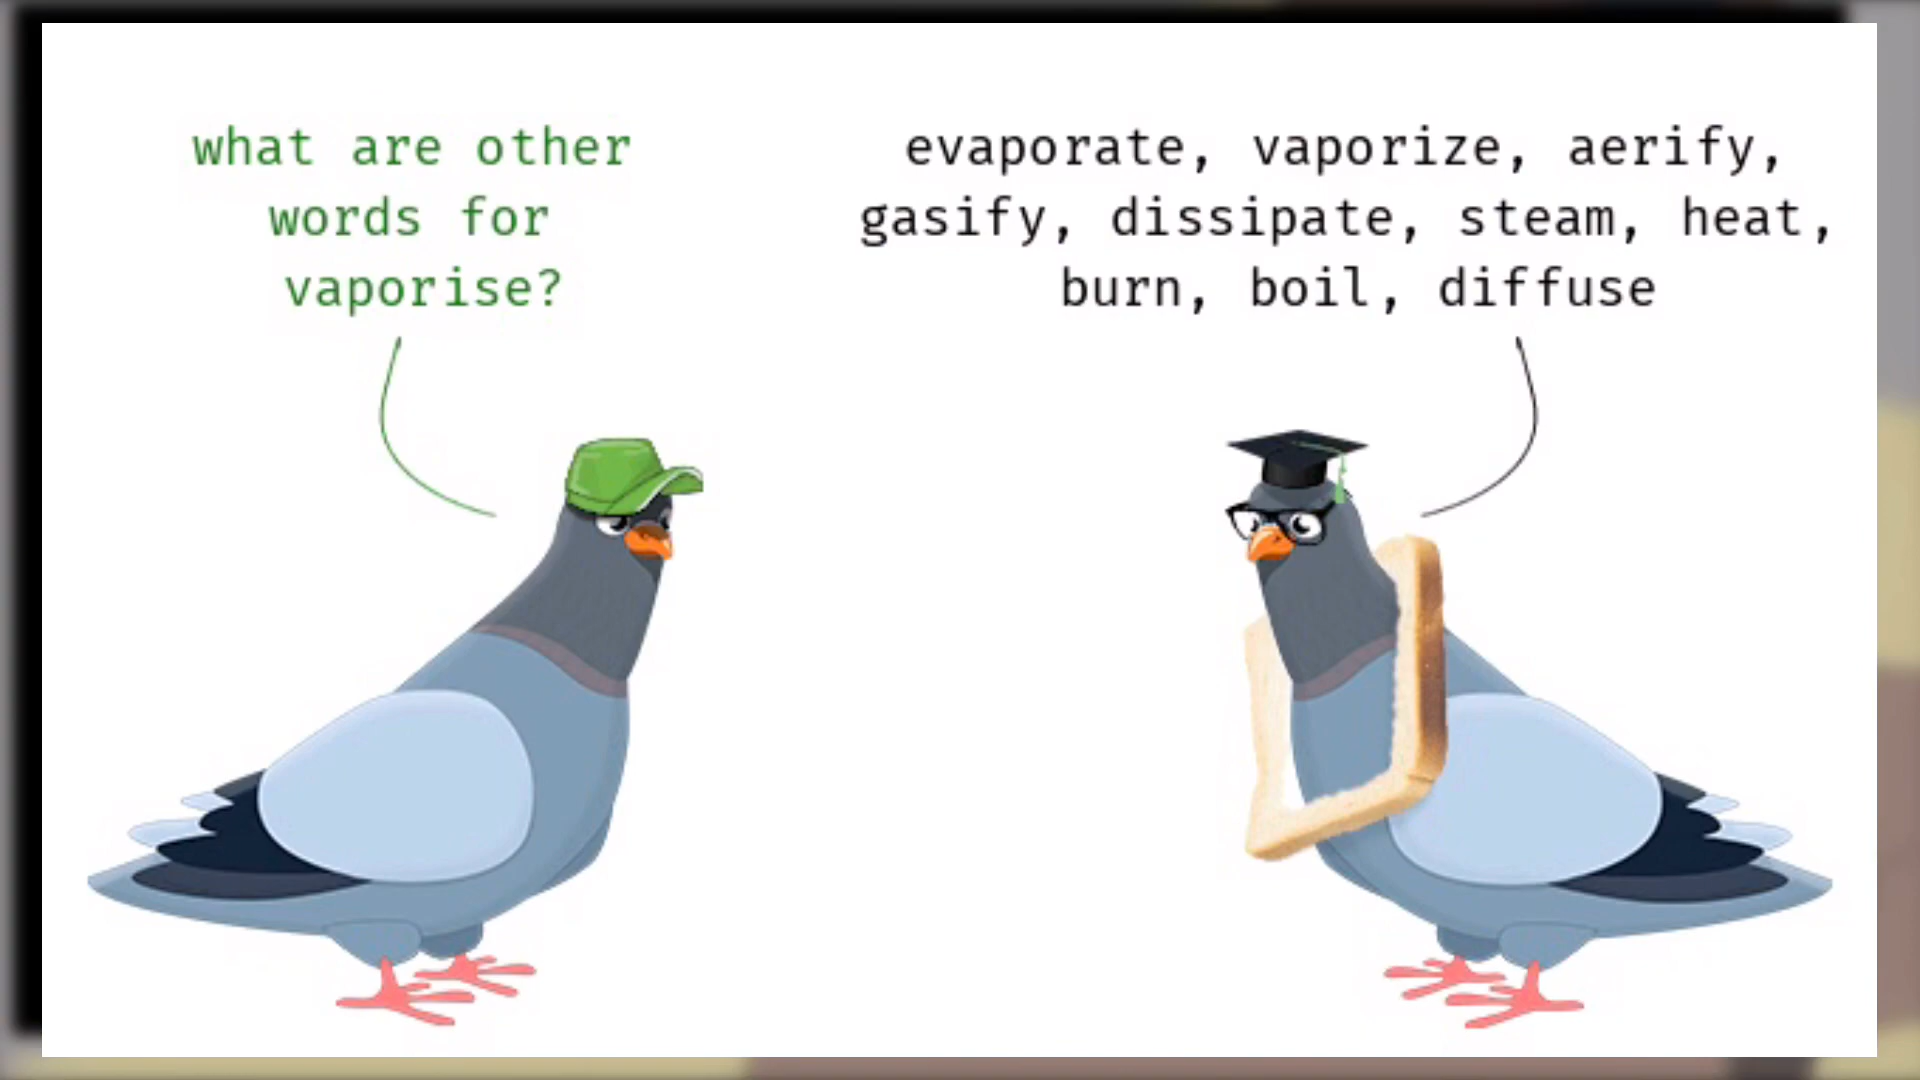 what are other
words for
vaporise?
evaporate, vaporize, aerify,
gasify, dissipate, steam, heat,
burn, boil, diffuse